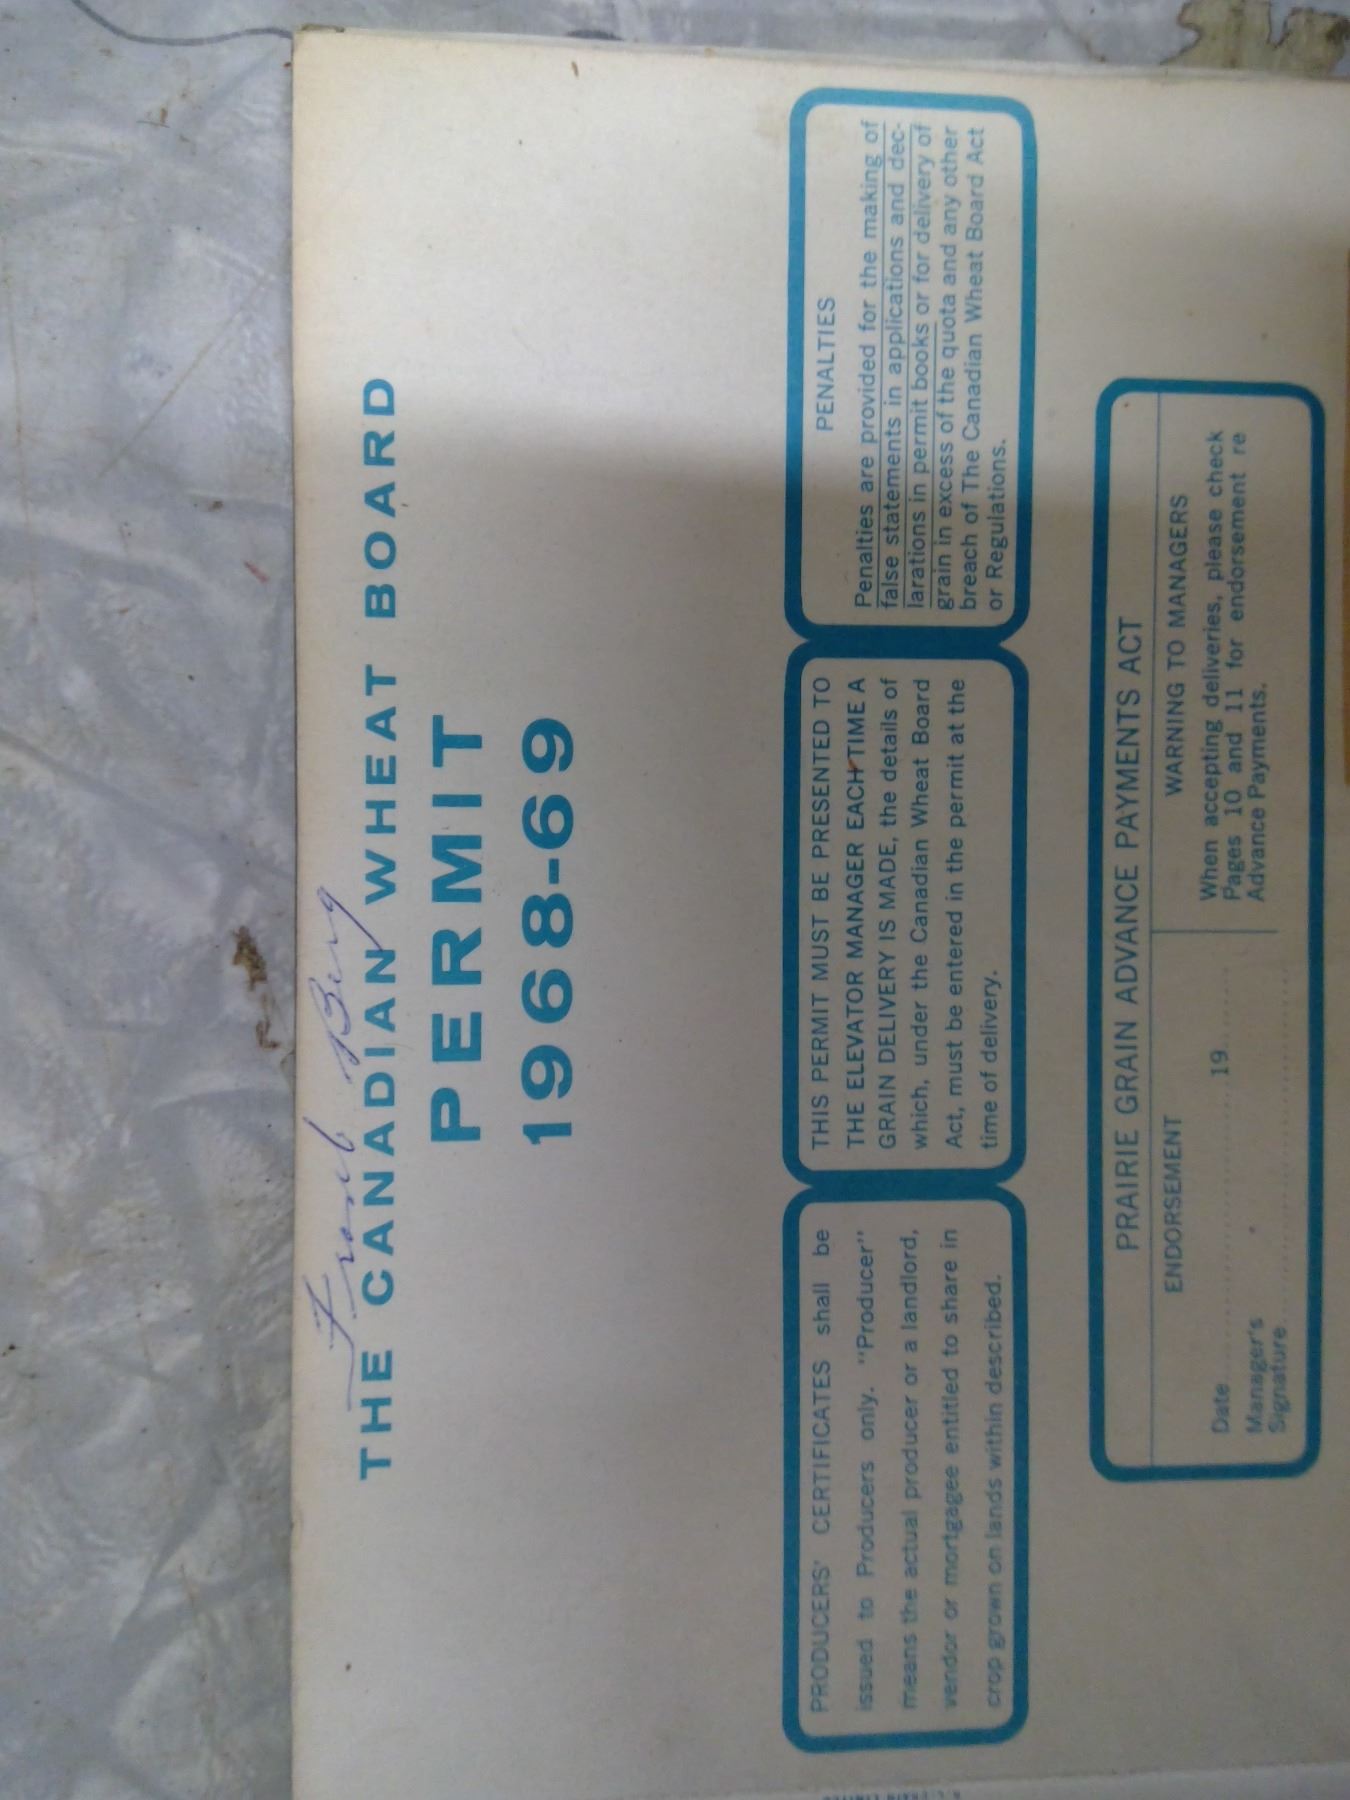 THE CANADIAN WHEAT BOARD
PERMIT
1968-69
PRODUCERS' CERTIFICATES shall be
issued to Producers only. "Producer"
means the actual producer or a landlord,
vendor or mortgagee entitled to share in
crop grown on lands within described.
THIS PERMIT MUST BE PRESENTED TO
THE ELEVATOR MANAGER EACH TIME A
GRAIN DELIVERY IS MADE, the details of
which, under the Canadian Wheat Board
Act, must be entered in the permit at the
time of delivery.
PENALTIES
Penalties are provided for the making of
false statements in applications and dec-
larations in permit books or for delivery of
grain in excess of the quota and any other
breach of The Canadian Wheat Board Act
or Regulations.
PRAIRIE GRAIN ADVANCE PAYMENTS ACT
ENDORSEMENT
Date..............................19........
Manager's
Signature..............................
WARNING TO MANAGERS
When accepting deliveries, please check
Pages 10 and 11 for endorsement re
Advance Payments.